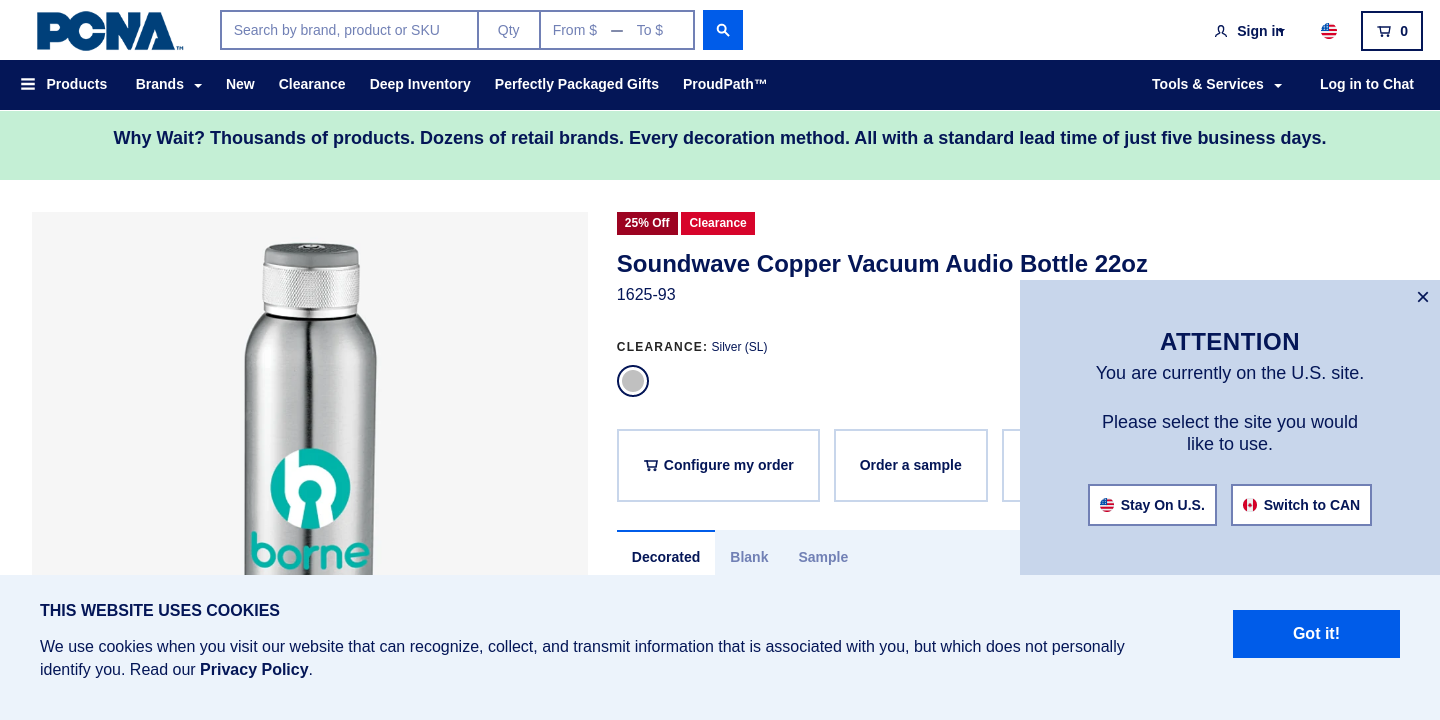 PCNA™
Search by brand, product or SKU
Qty
From $ — To $
Sign in
0
Products
Brands
New
Clearance
Deep Inventory
Perfectly Packaged Gifts
ProudPath™
Tools & Services
Log in to Chat
Why Wait? Thousands of products. Dozens of retail brands. Every decoration method. All with a standard lead time of just five business days.
25% Off
Clearance
Soundwave Copper Vacuum Audio Bottle 22oz
1625-93
CLEARANCE: Silver (SL)
Configure my order
Order a sample
Decorated
Blank
Sample
borne
×
ATTENTION
You are currently on the U.S. site.
Please select the site you would
like to use.
Stay On U.S.
Switch to CAN
THIS WEBSITE USES COOKIES
We use cookies when you visit our website that can recognize, collect, and transmit information that is associated with you, but which does not personally
identify you. Read our Privacy Policy.
Got it!